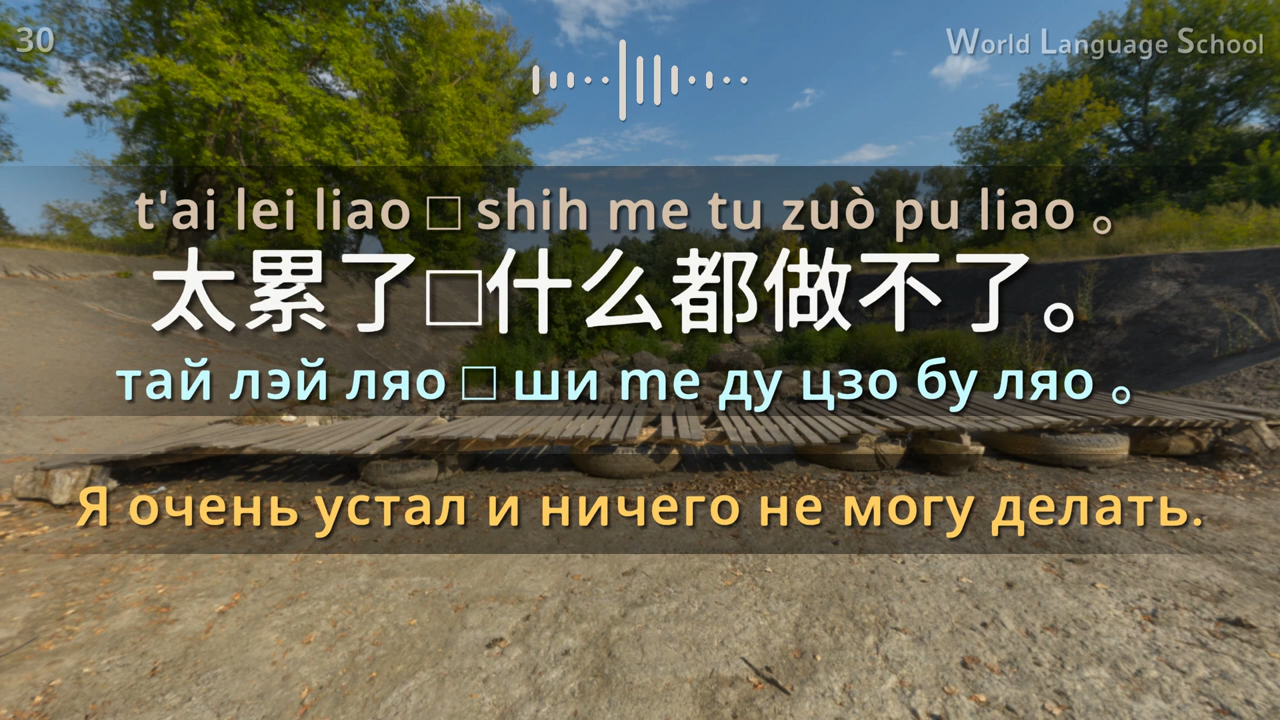 30
World Language School
t'ai lei liao □ shih me tu zuò pu liao 。
太累了□什么都做不了。
тай лэй ляо □ ши me ду цзо бу ляо 。
Я очень устал и ничего не могу делать.